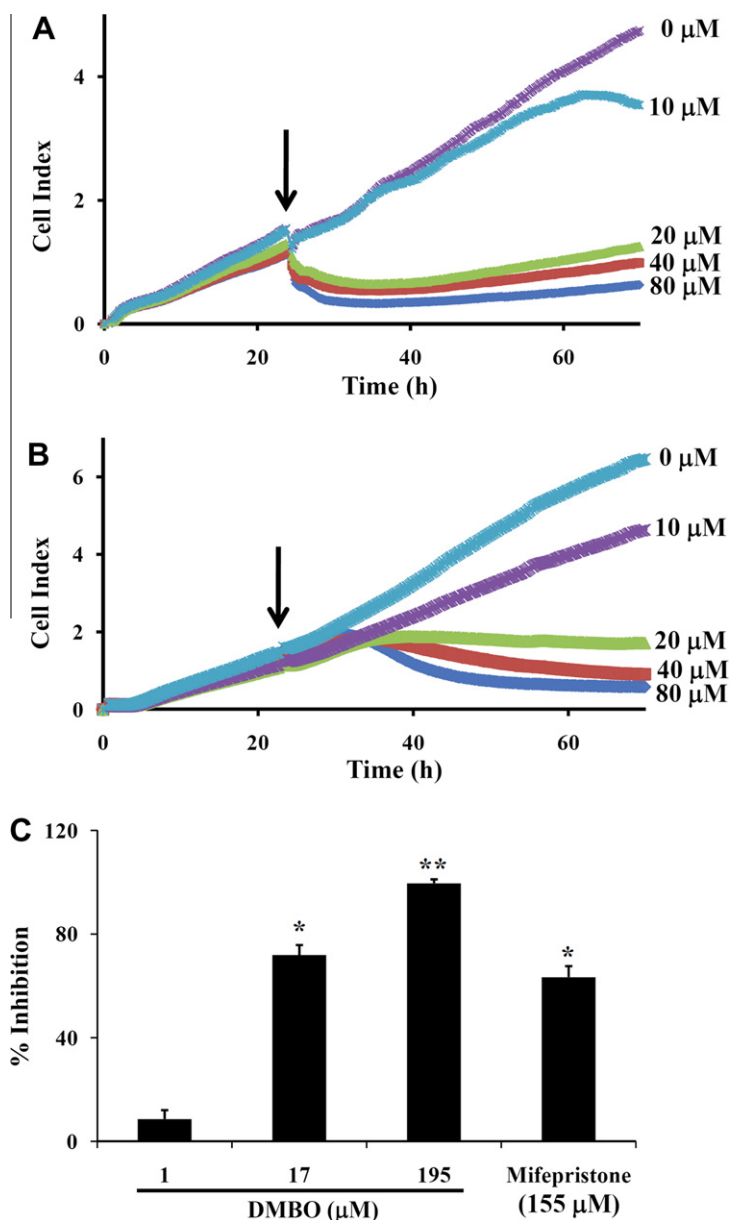 A
Cell Index
4
2
0
0 μM
10 μM
20 μM
40 μM
80 μM
0
20
40
60
Time (h)
B
Cell Index
6
4
2
0
0 μM
10 μM
20 μM
40 μM
80 μM
0
20
40
60
Time (h)
C
% Inhibition
120
80
40
0
*
**
*
1
17
195
Mifepristone
(155 μM)
DMBO (μM)